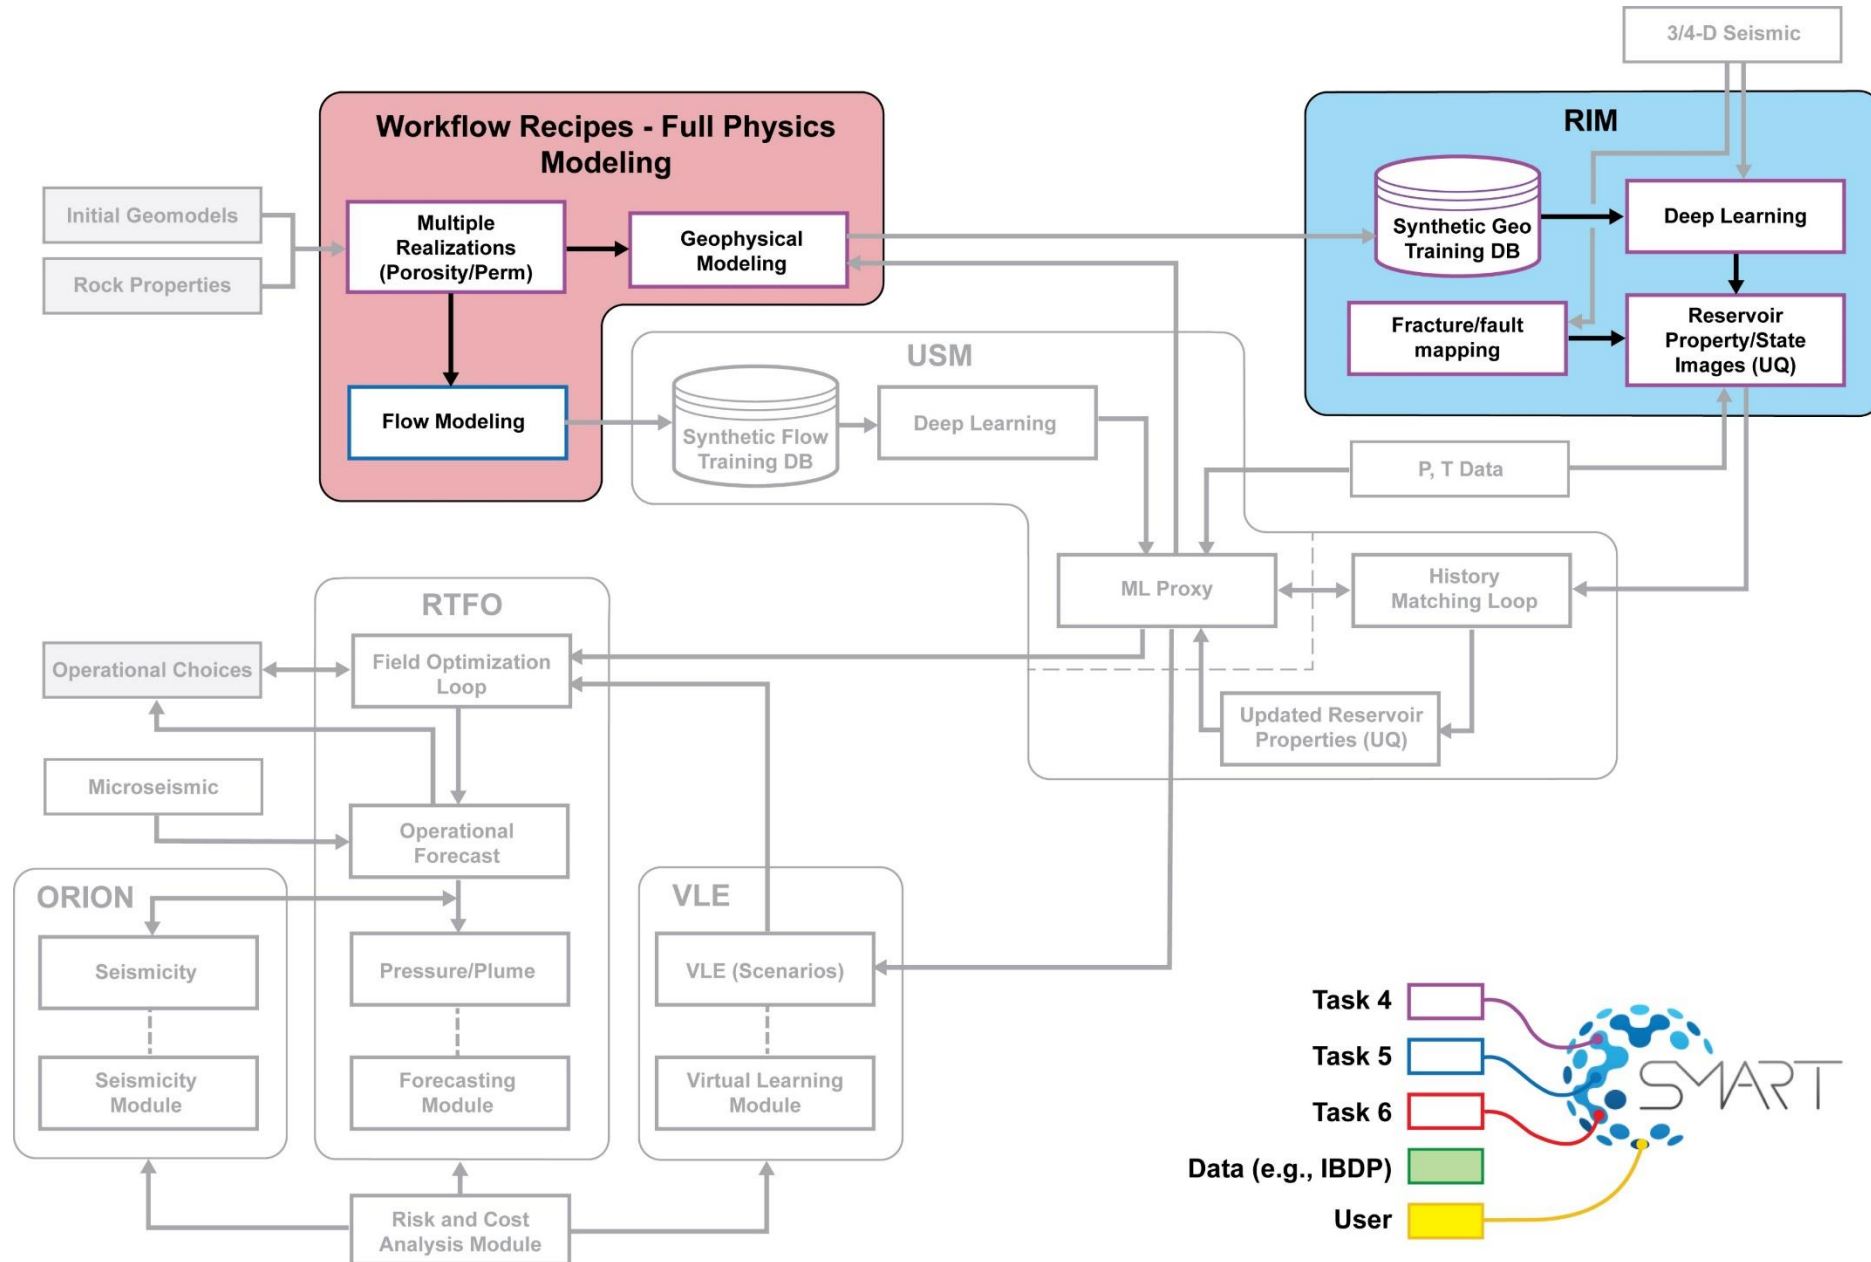 3/4-D Seismic
Workflow Recipes - Full Physics
Modeling
RIM
Initial Geomodels
Rock Properties
Multiple
Realizations
(Porosity/Perm)
Geophysical
Modeling
Synthetic Geo
Training DB
Deep Learning
Fracture/fault
mapping
Reservoir
Property/State
Images (UQ)
Flow Modeling
USM
Synthetic Flow
Training DB
Deep Learning
P, T Data
ML Proxy
History
Matching Loop
Updated Reservoir
Properties (UQ)
RTFO
Operational Choices
Field Optimization
Loop
Microseismic
Operational
Forecast
ORION
Seismicity
Pressure/Plume
VLE
VLE (Scenarios)
Seismicity
Module
Forecasting
Module
Virtual Learning
Module
Risk and Cost
Analysis Module
Task 4
Task 5
Task 6
Data (e.g., IBDP)
User
SMART